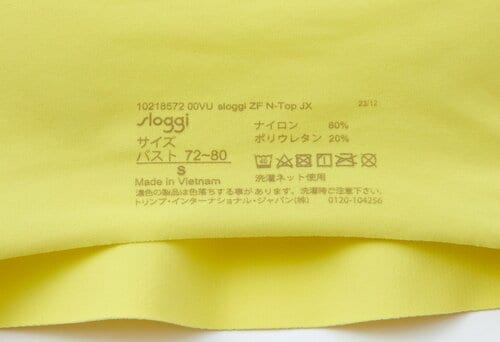 10218572 00VU sloggi ZF N-Top JX 23/12
sloggi
サイズ
バスト 72~80
S
Made in Vietnam
ナイロン 80%
ポリウレタン 20%
洗濯ネット使用
濃色の製品は色落ちする事が あります。洗濯時ご注意下さい。
トリンプ・インターナショナル・ジャパン(株) 0120-104256